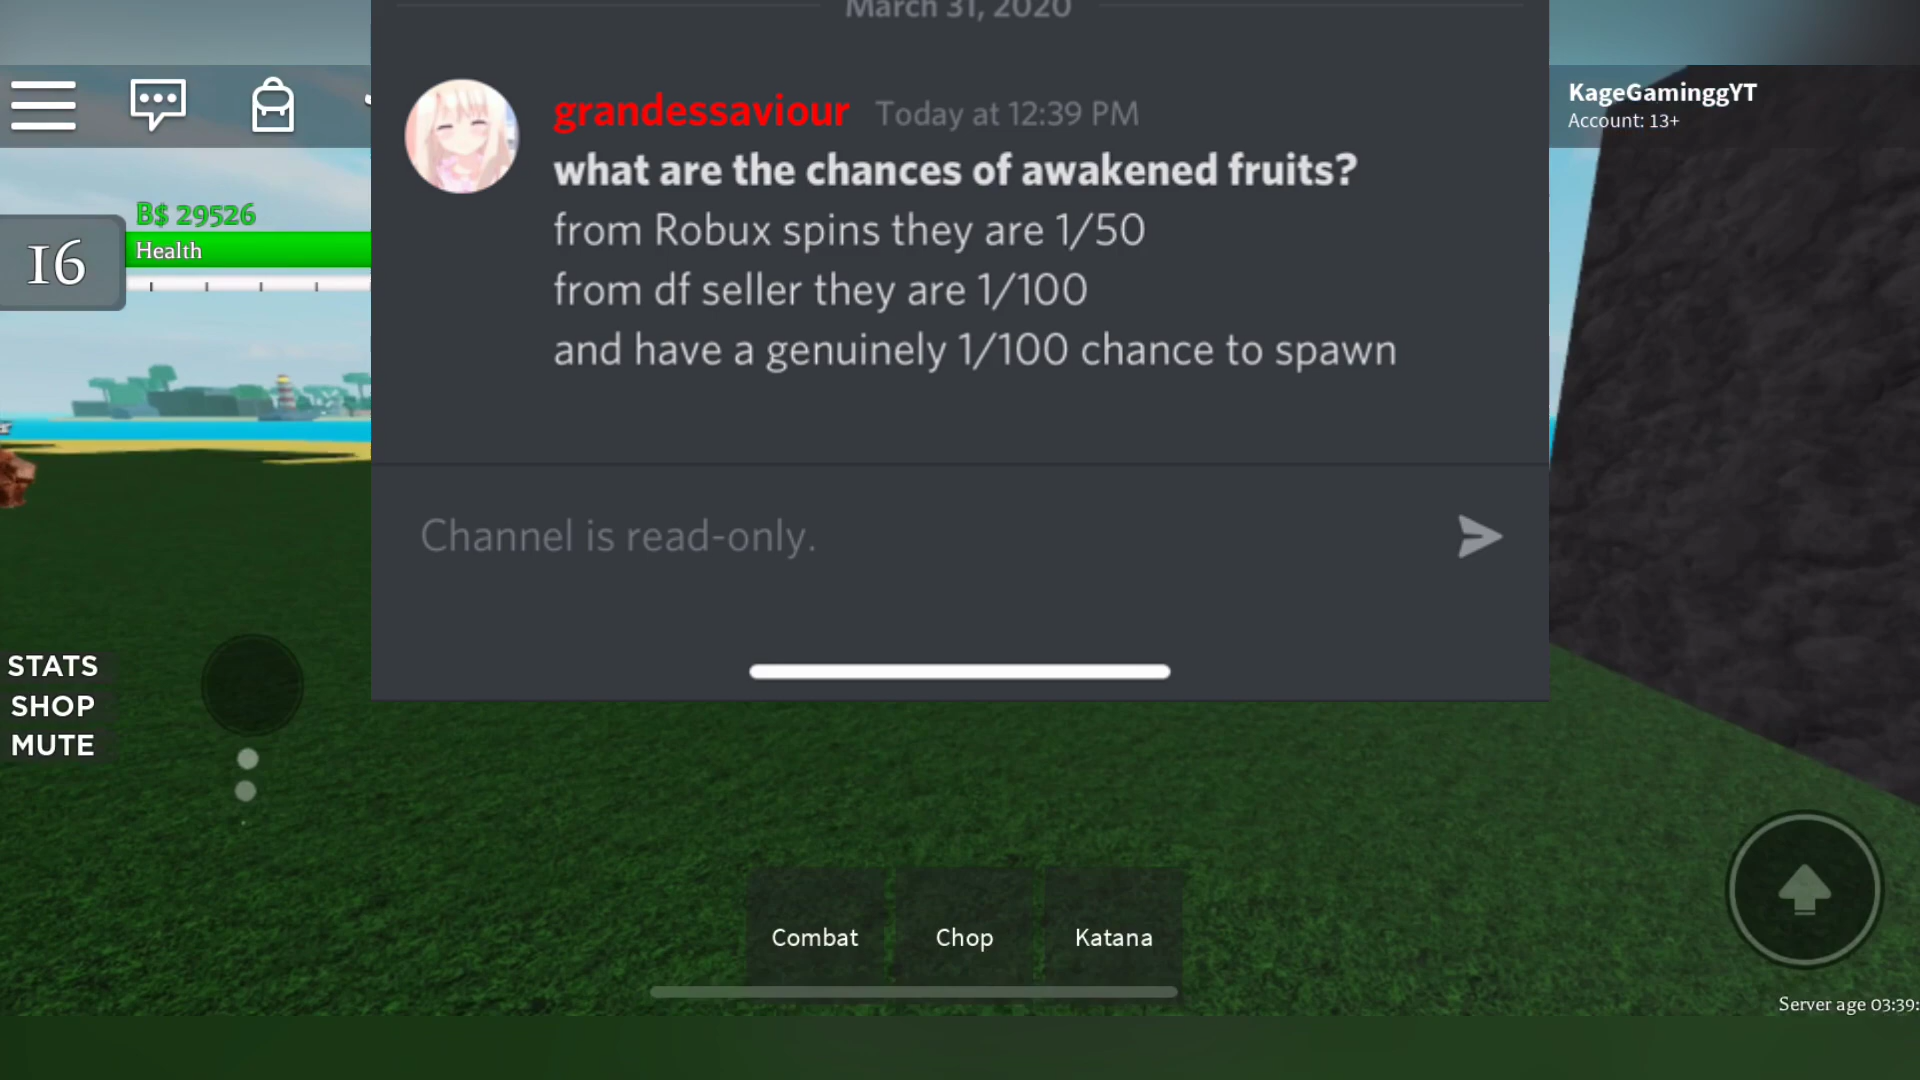 March 31, 2020
KageGaminggYT
Account: 13+
grandessaviour Today at 12:39 PM
what are the chances of awakened fruits?
from Robux spins they are 1/50
from df seller they are 1/100
and have a genuinely 1/100 chance to spawn
B$ 29526
Health
16
Channel is read-only.
STATS
SHOP
MUTE
Combat Chop Katana
Server age 03:39: